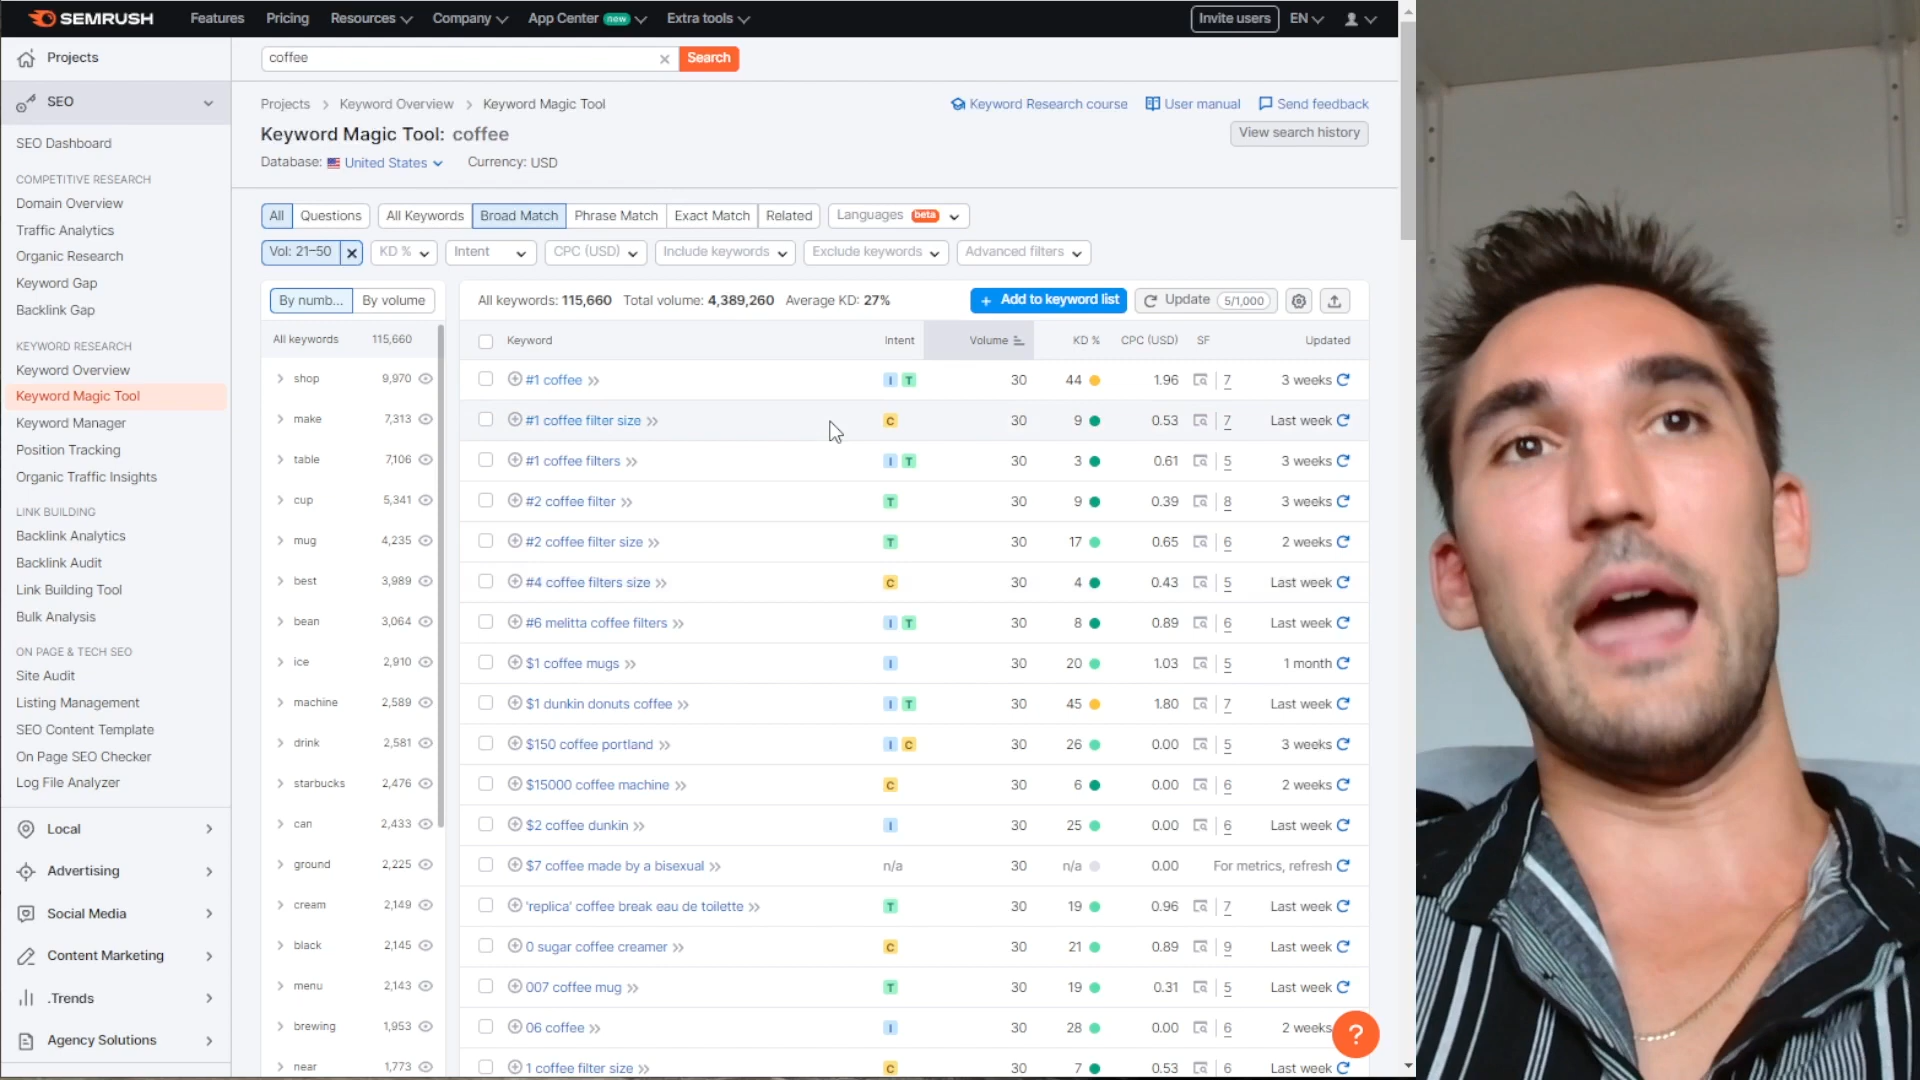 SEMRUSH
Features Pricing Resources Company App Center new Extra tools Invite users EN
Projects
coffee Search
SEO
Projects > Keyword Overview > Keyword Magic Tool
Keyword Research course User manual Send feedback
Keyword Magic Tool: coffee
View search history
Database: United States Currency: USD
SEO Dashboard
COMPETITIVE RESEARCH
Domain Overview
Traffic Analytics
Organic Research
Keyword Gap
Backlink Gap
KEYWORD RESEARCH
Keyword Overview
Keyword Magic Tool
Keyword Manager
Position Tracking
Organic Traffic Insights
LINK BUILDING
Backlink Analytics
Backlink Audit
Link Building Tool
Bulk Analysis
ON PAGE & TECH SEO
Site Audit
Listing Management
SEO Content Template
On Page SEO Checker
Log File Analyzer
Local
Advertising
Social Media
Content Marketing
.Trends
Agency Solutions
All Questions All Keywords Broad Match Phrase Match Exact Match Related Languages beta
Vol: 21–50 KD % Intent CPC (USD) Include keywords Exclude keywords Advanced filters
By numb... By volume
All keywords 115,660
shop 9,970
make 7,313
table 7,106
cup 5,341
mug 4,235
best 3,989
bean 3,064
ice 2,910
machine 2,589
drink 2,581
starbucks 2,476
can 2,433
ground 2,225
cream 2,149
black 2,145
menu 2,143
brewing 1,953
near 1,773
All keywords: 115,660 Total volume: 4,389,260 Average KD: 27%
+ Add to keyword list Update 5/1,000
Keyword Intent Volume KD % CPC (USD) SF Updated
#1 coffee I T 30 44 1.96 7 3 weeks
#1 coffee filter size C 30 9 0.53 7 Last week
#1 coffee filters I T 30 3 0.61 5 3 weeks
#2 coffee filter T 30 9 0.39 8 3 weeks
#2 coffee filter size T 30 17 0.65 6 2 weeks
#4 coffee filters size C 30 4 0.43 5 Last week
#6 melitta coffee filters I T 30 8 0.89 6 Last week
$1 coffee mugs I 30 20 1.03 5 1 month
$1 dunkin donuts coffee I T 30 45 1.80 7 Last week
$150 coffee portland I C 30 26 0.00 5 3 weeks
$15000 coffee machine C 30 6 0.00 6 2 weeks
$2 coffee dunkin I 30 25 0.00 6 Last week
$7 coffee made by a bisexual n/a 30 n/a 0.00 For metrics, refresh
'replica' coffee break eau de toilette T 30 19 0.96 7 Last week
0 sugar coffee creamer C 30 21 0.89 9 Last week
007 coffee mug T 30 19 0.31 5 Last week
06 coffee I 30 28 0.00 6 2 weeks
1 coffee filter size C 30 7 0.53 6 Last week
?